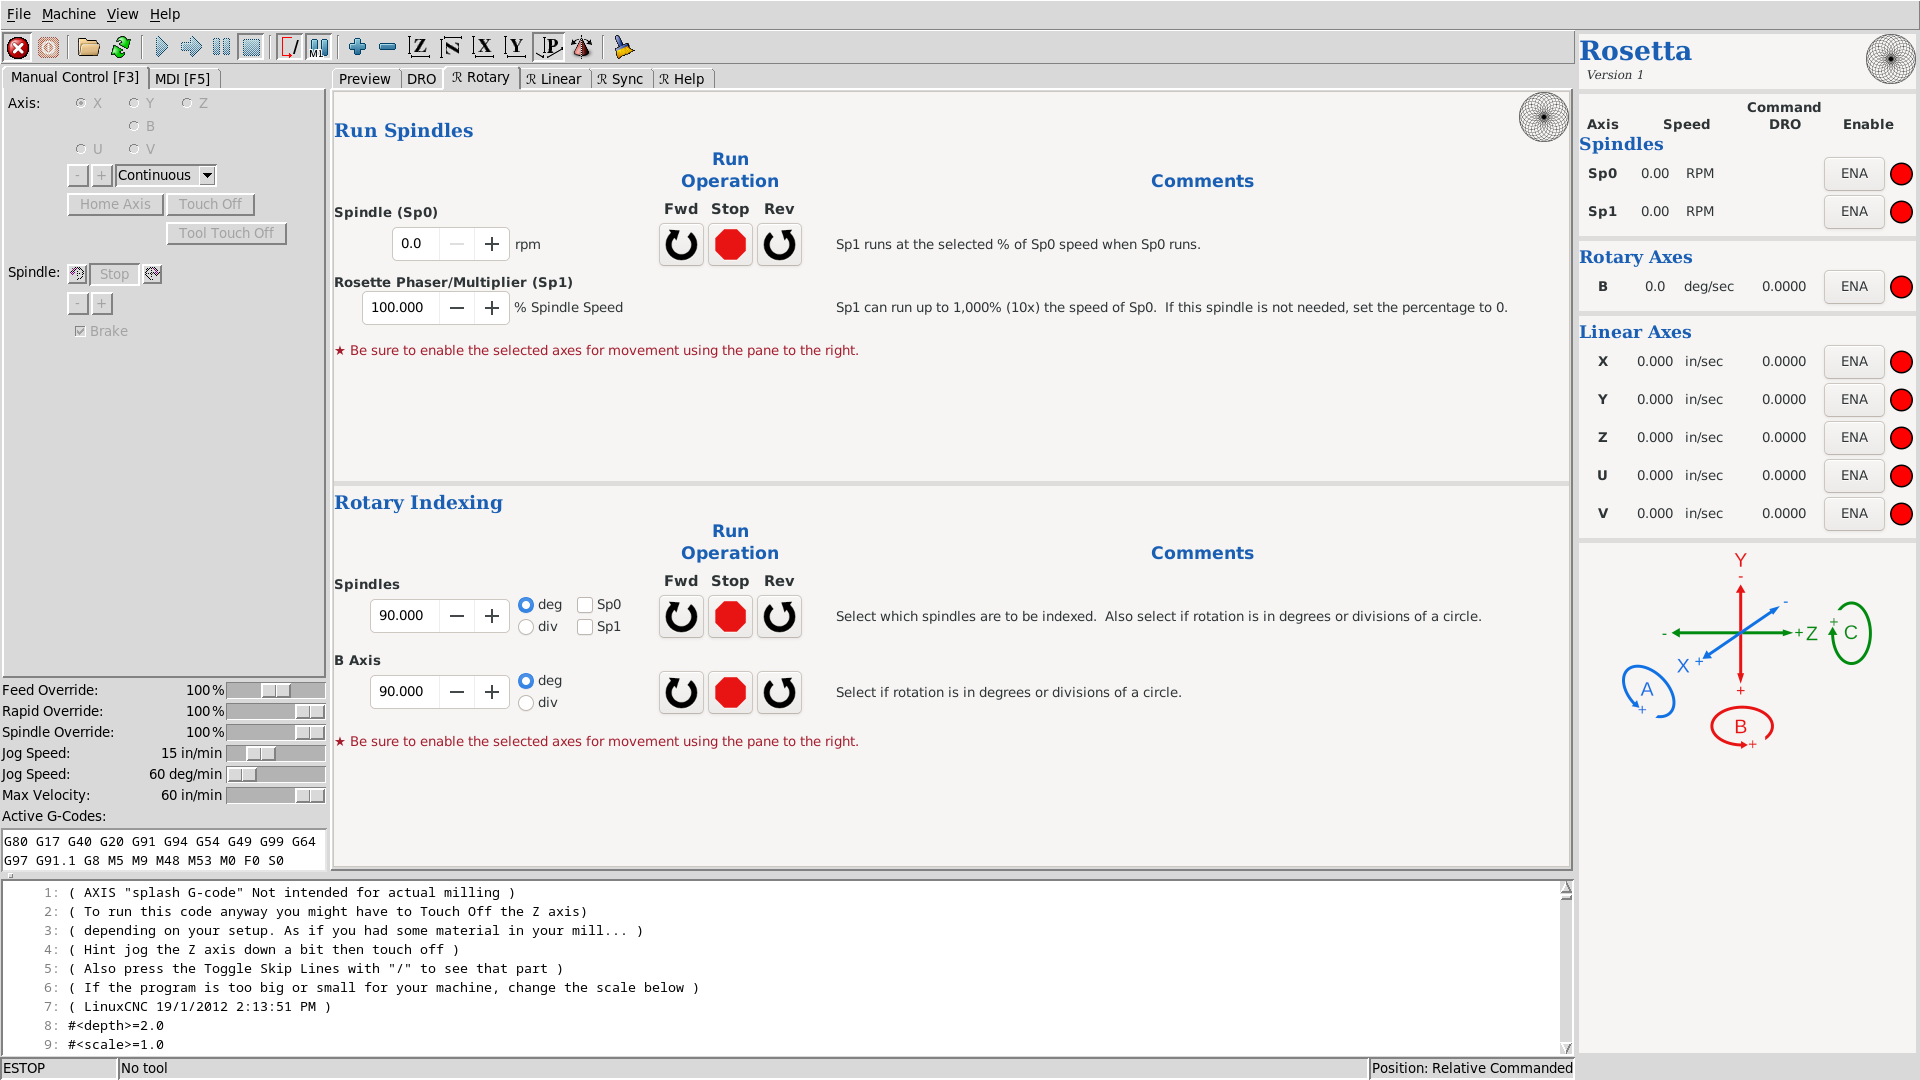 File Machine View Help
Z N X Y P
M1
Manual Control [F3] MDI [F5]
Axis: X Y Z
B
U V
- + Continuous
Home Axis Touch Off
Tool Touch Off
Spindle: Stop
- +
Brake
Feed Override: 100 %
Rapid Override: 100 %
Spindle Override: 100 %
Jog Speed: 15 in/min
Jog Speed: 60 deg/min
Max Velocity: 60 in/min
Active G-Codes:
G80 G17 G40 G20 G91 G94 G54 G49 G99 G64
G97 G91.1 G8 M5 M9 M48 M53 M0 F0 S0
Preview DRO ℛ Rotary ℛ Linear ℛ Sync ℛ Help
Run Spindles
Run
Operation Comments
Spindle (Sp0) Fwd Stop Rev
0.0 − + rpm Sp1 runs at the selected % of Sp0 speed when Sp0 runs.
Rosette Phaser/Multiplier (Sp1)
100.000 − + % Spindle Speed Sp1 can run up to 1,000% (10x) the speed of Sp0. If this spindle is not needed, set the percentage to 0.
★ Be sure to enable the selected axes for movement using the pane to the right.
Rotary Indexing
Run
Operation Comments
Spindles Fwd Stop Rev
90.000 − + deg Sp0
div Sp1
Select which spindles are to be indexed. Also select if rotation is in degrees or divisions of a circle.
B Axis
90.000 − + deg
div
Select if rotation is in degrees or divisions of a circle.
★ Be sure to enable the selected axes for movement using the pane to the right.
Rosetta
Version 1
Command
Axis Speed DRO Enable
Spindles
Sp0 0.00 RPM ENA
Sp1 0.00 RPM ENA
Rotary Axes
B 0.0 deg/sec 0.0000 ENA
Linear Axes
X 0.000 in/sec 0.0000 ENA
Y 0.000 in/sec 0.0000 ENA
Z 0.000 in/sec 0.0000 ENA
U 0.000 in/sec 0.0000 ENA
V 0.000 in/sec 0.0000 ENA
Y
-
-
- + Z + C
X +
A
+ +
B
+
1: ( AXIS "splash G-code" Not intended for actual milling )
2: ( To run this code anyway you might have to Touch Off the Z axis)
3: ( depending on your setup. As if you had some material in your mill... )
4: ( Hint jog the Z axis down a bit then touch off )
5: ( Also press the Toggle Skip Lines with "/" to see that part )
6: ( If the program is too big or small for your machine, change the scale below )
7: ( LinuxCNC 19/1/2012 2:13:51 PM )
8: #<depth>=2.0
9: #<scale>=1.0
ESTOP No tool Position: Relative Commanded